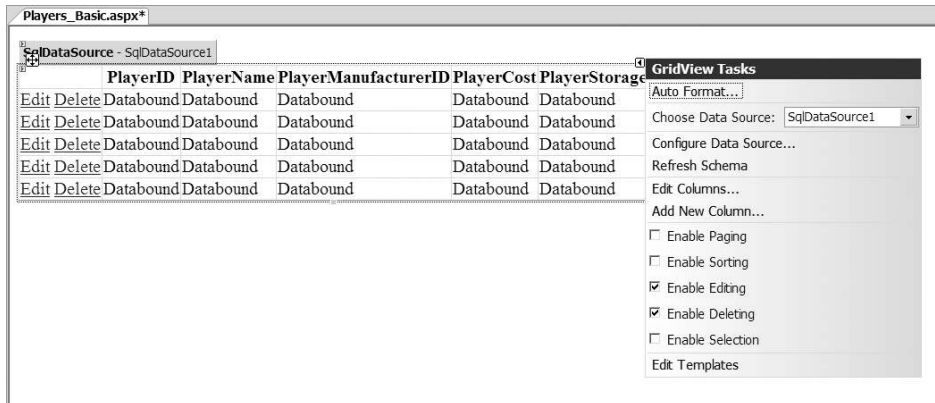 Players_Basic.aspx*
SqlDataSource - SqlDataSource1
PlayerID PlayerName PlayerManufacturerID PlayerCost PlayerStorage
Edit Delete Databound Databound Databound Databound Databound
Edit Delete Databound Databound Databound Databound Databound
Edit Delete Databound Databound Databound Databound Databound
Edit Delete Databound Databound Databound Databound Databound
Edit Delete Databound Databound Databound Databound Databound
GridView Tasks
Auto Format...
Choose Data Source: SqlDataSource1
Configure Data Source...
Refresh Schema
Edit Columns...
Add New Column...
Enable Paging
Enable Sorting
Enable Editing
Enable Deleting
Enable Selection
Edit Templates